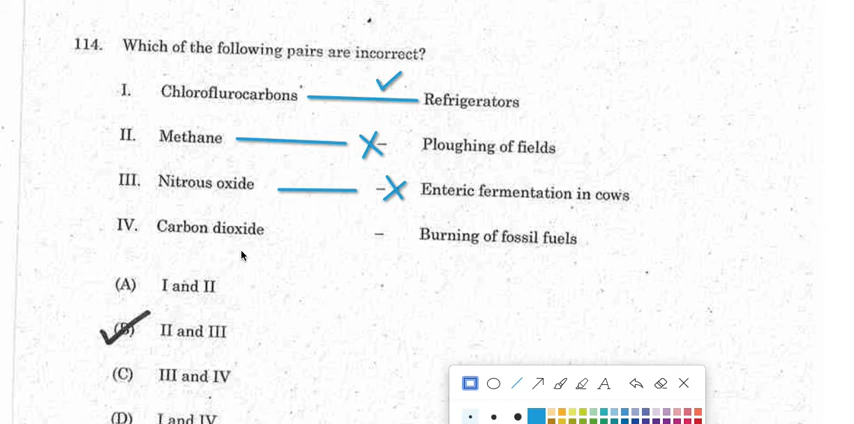 114. Which of the following pairs are incorrect?
I. Chloroflurocarbons Refrigerators
II. Methane – Ploughing of fields
III. Nitrous oxide – Enteric fermentation in cows
IV. Carbon dioxide – Burning of fossil fuels
(A) I and II
(B) II and III
(C) III and IV
(D) I and IV
A